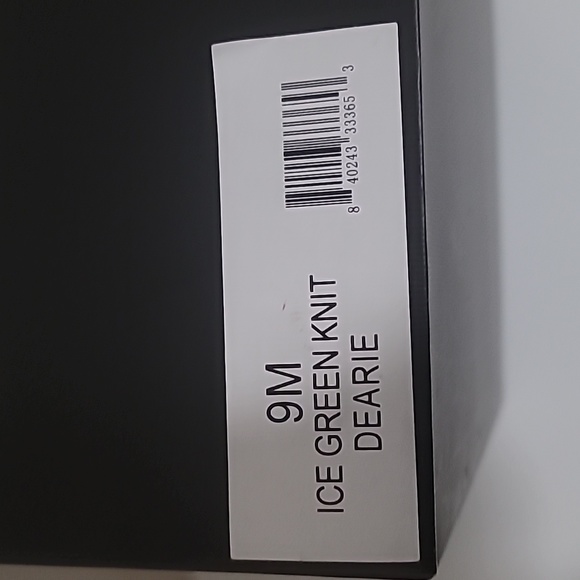 9M
ICE GREEN KNIT
DEARIE
8 40243 33365 3